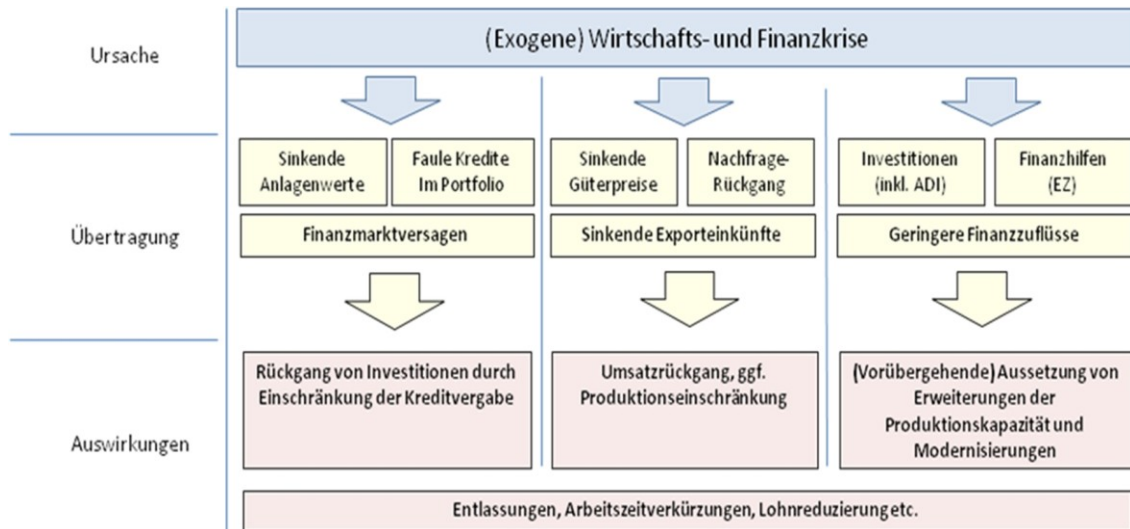 Ursache
(Exogene) Wirtschafts- und Finanzkrise
Übertragung
Sinkende
Anlagenwerte
Faule Kredite
Im Portfolio
Finanzmarktversagen
Sinkende
Güterpreise
Nachfrage-
Rückgang
Sinkende Exporteinkünfte
Investitionen
(inkl. ADI)
Finanzhilfen
(EZ)
Geringere Finanzzuflüsse
Auswirkungen
Rückgang von Investitionen durch
Einschränkung der Kreditvergabe
Umsatzrückgang, ggf.
Produktionseinschränkung
(Vorübergehende) Aussetzung von
Erweiterungen der
Produktionskapazität und
Modernisierungen
Entlassungen, Arbeitszeitverkürzungen, Lohnreduzierung etc.